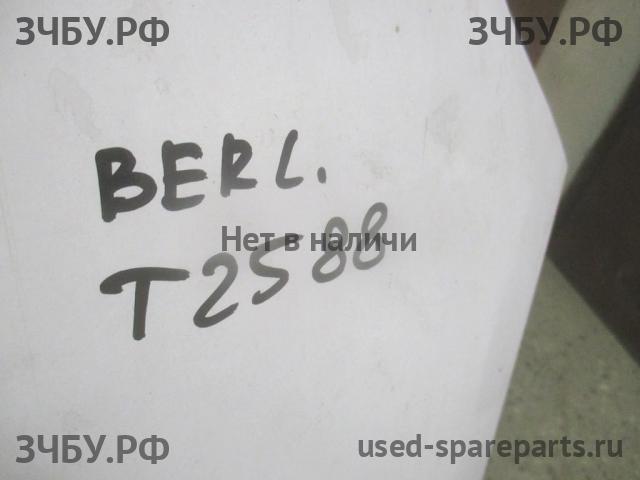 ЗЧБУ.РФ ЗЧБУ.РФ
BERL.
Нет в наличи
T2588
ЗЧБУ.РФ used-spareparts.ru